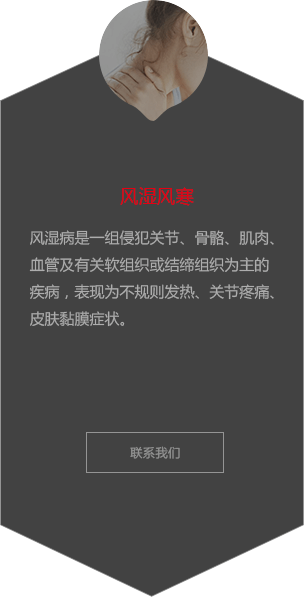 风湿风寒
风湿病是一组侵犯关节、骨骼、肌肉、
血管及有关软组织或结缔组织为主的
疾病，表现为不规则发热、关节疼痛、
皮肤黏膜症状。
联系我们